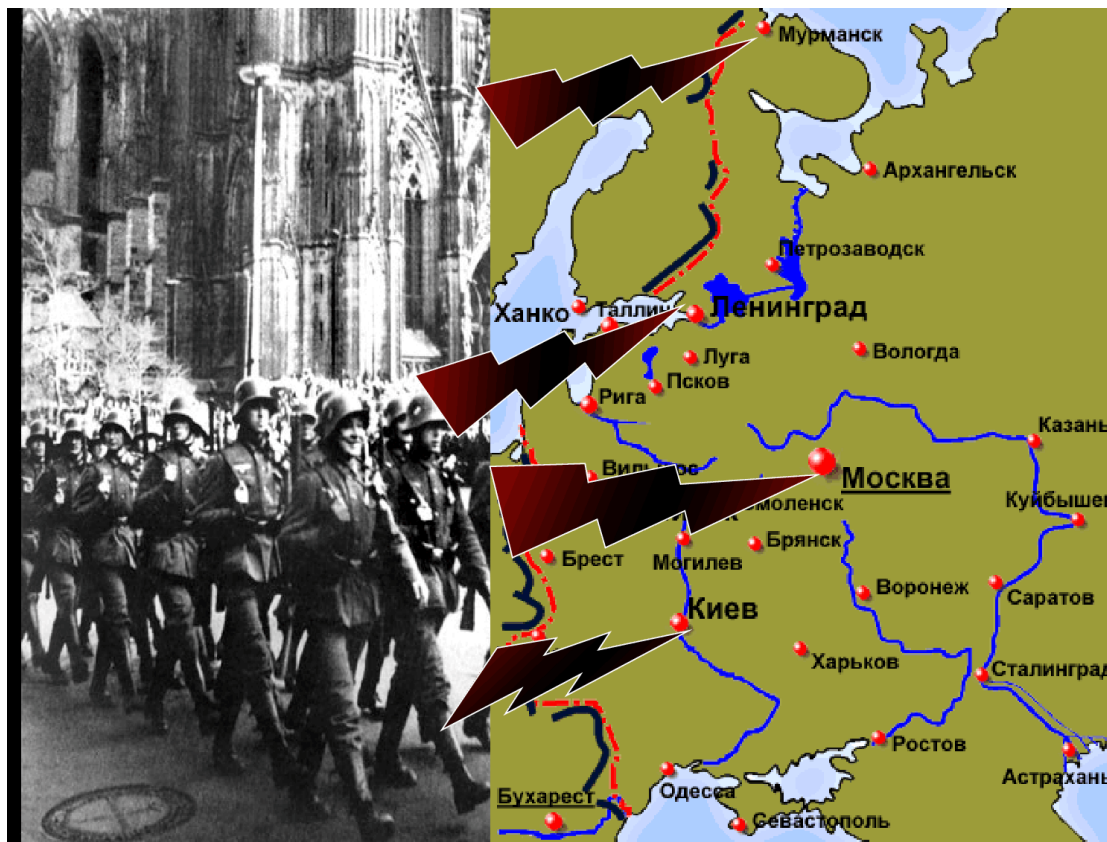 Мурманск
Архангельск
Петрозаводск
Ханко
Таллин
Ленинград
Луга
Вологда
Псков
Рига
Казань
Москва
Смоленск
Куйбышев
Брест
Могилев
Брянск
Воронеж
Саратов
Киев
Харьков
Сталинград
Ростов
Астрахань
Одесса
Бухарест
Севастополь